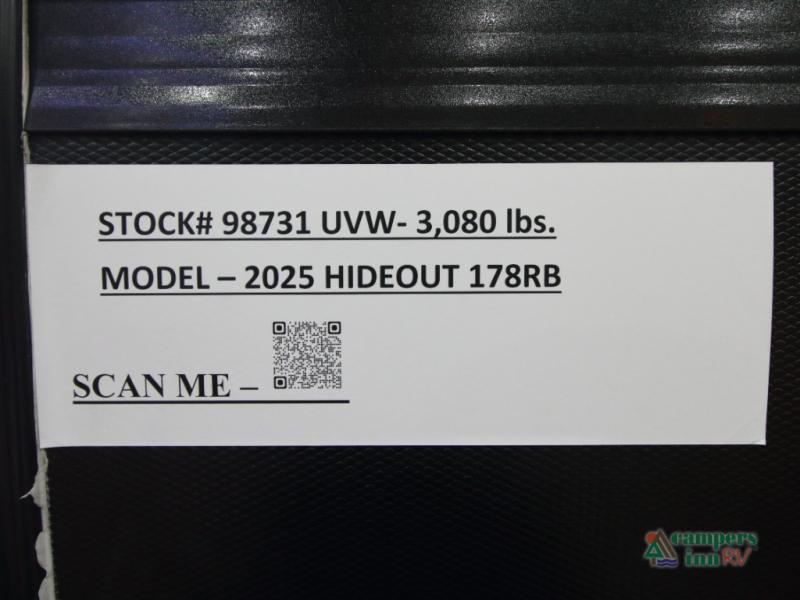 STOCK# 98731 UVW- 3,080 lbs.
MODEL – 2025 HIDEOUT 178RB
SCAN ME –
campers
inn RV